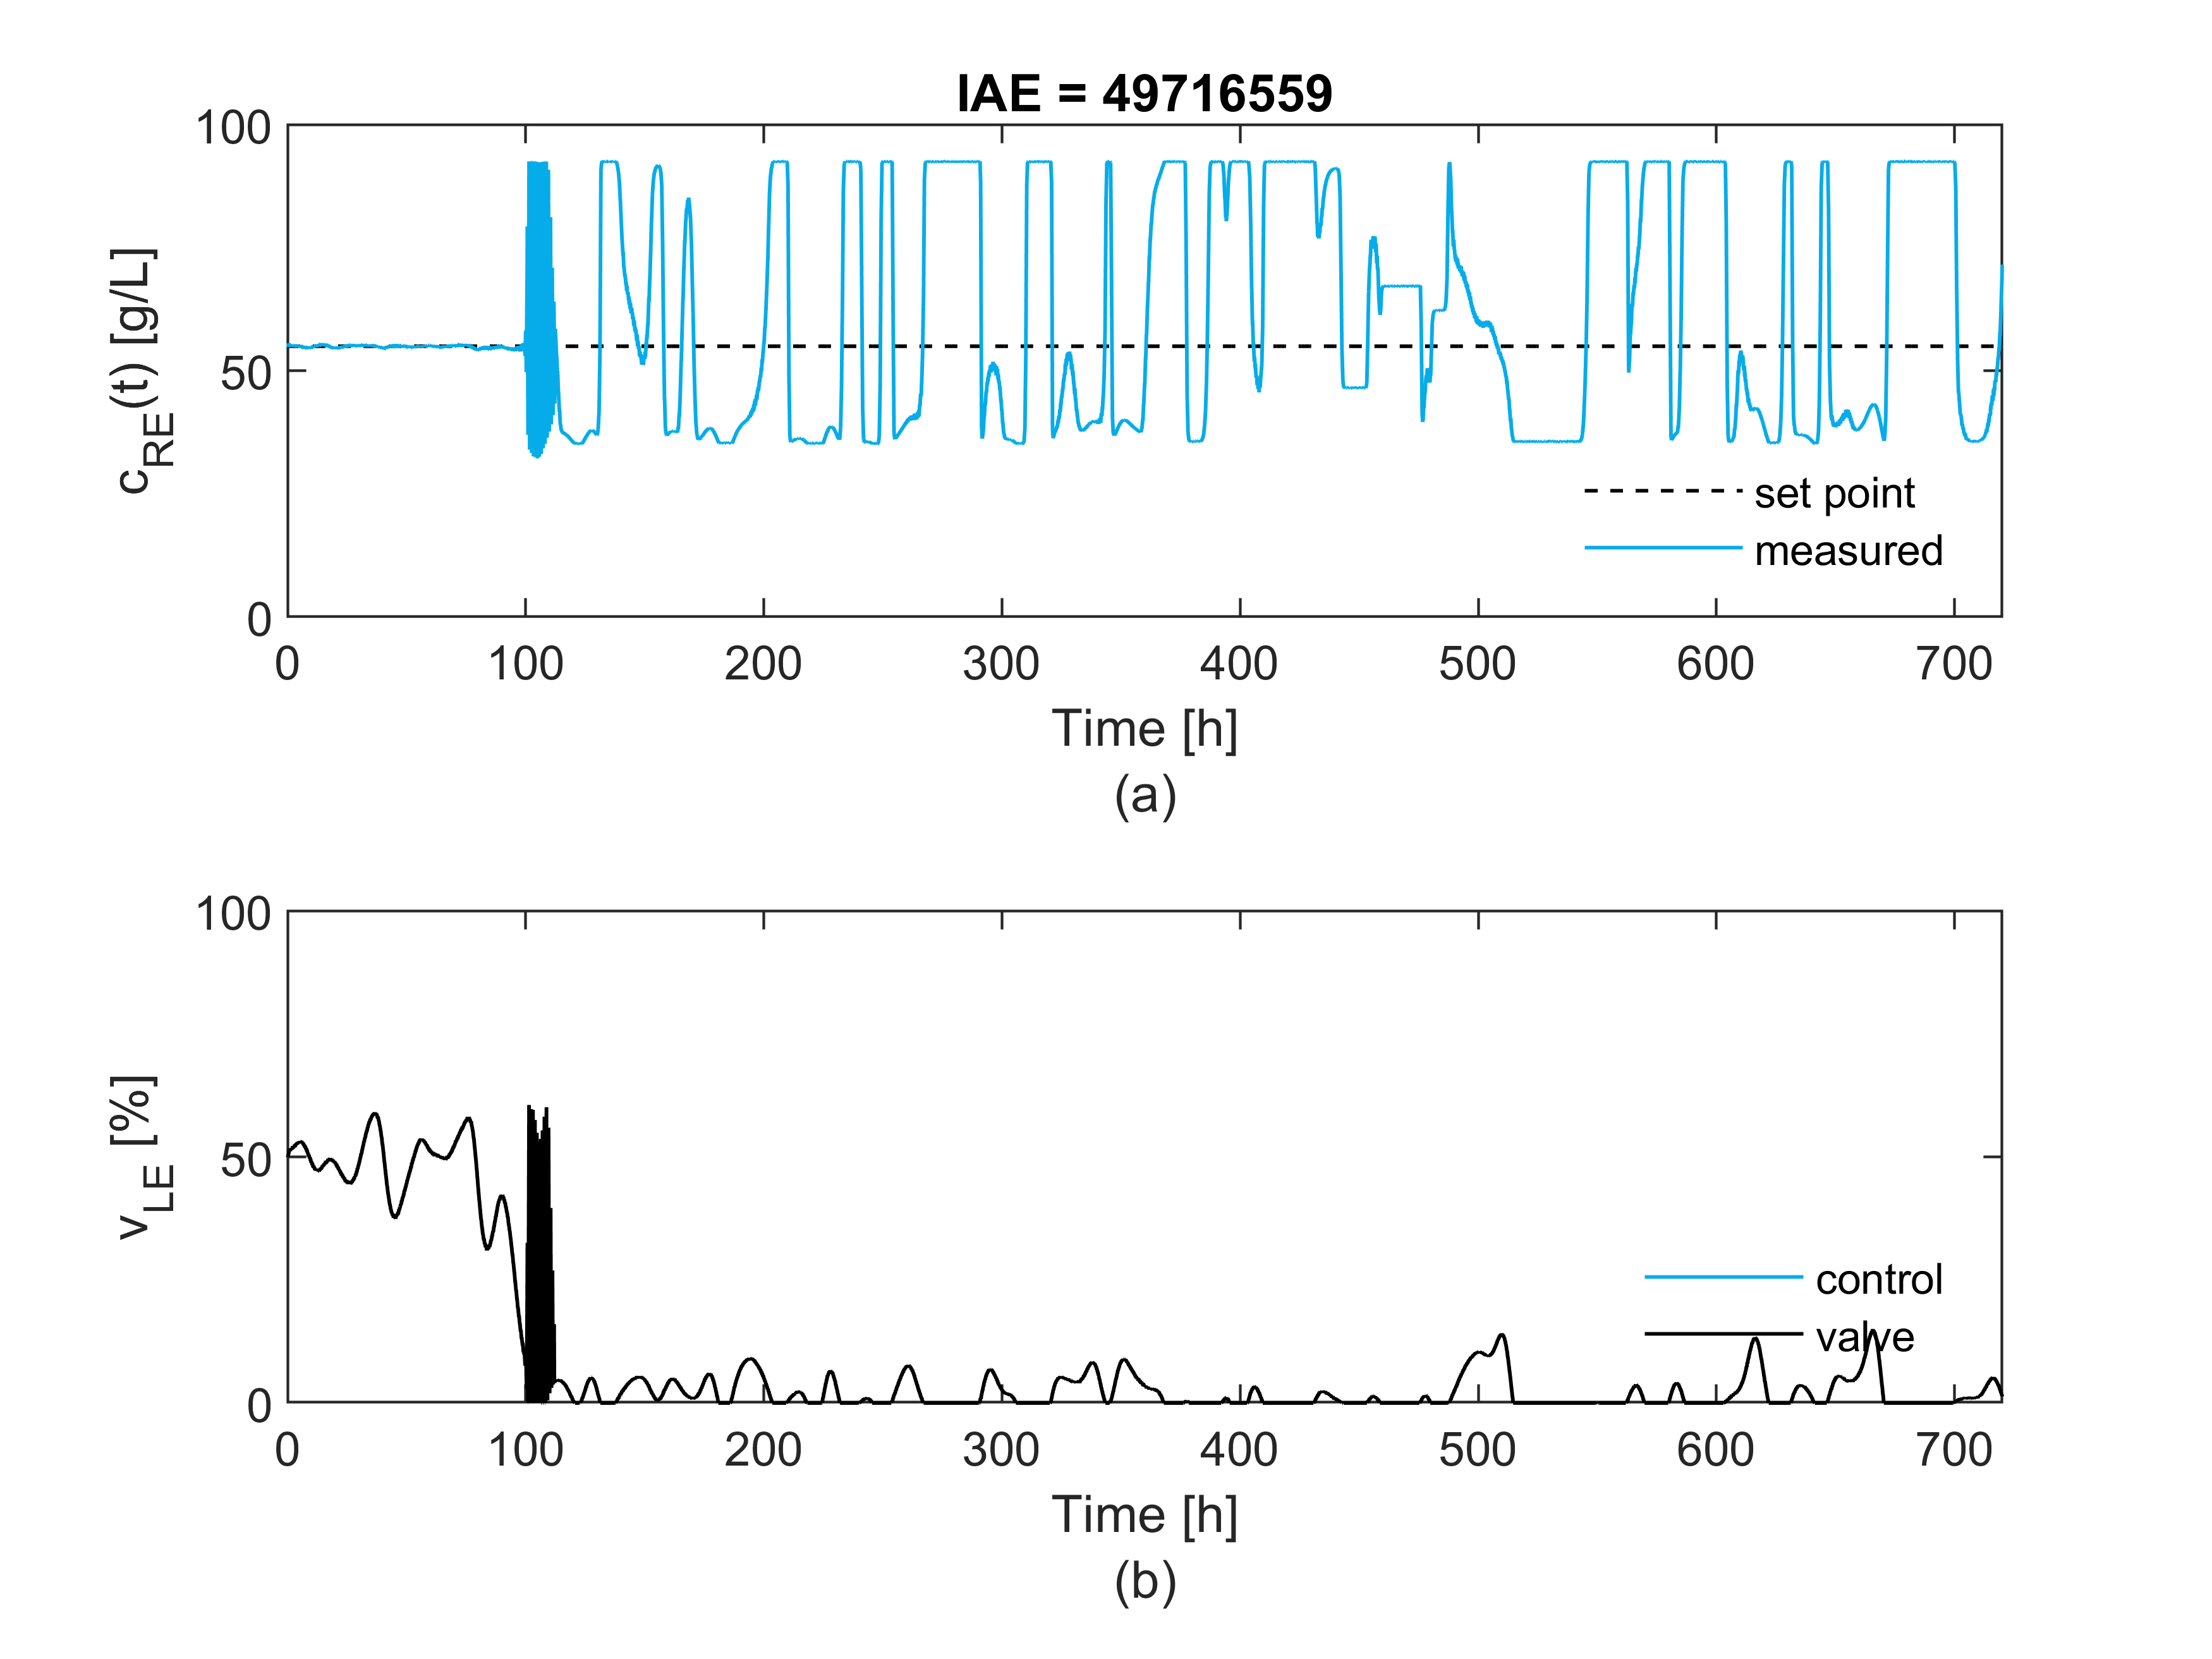 IAE = 49716559
100
50
0
c_RE(t)) [g/L]
set point
measured
0 100 200 300 400 500 600 700
Time [h]
(a)
100
50
0
v_LE [%]
control
valve
0 100 200 300 400 500 600 700
Time [h]
(b)